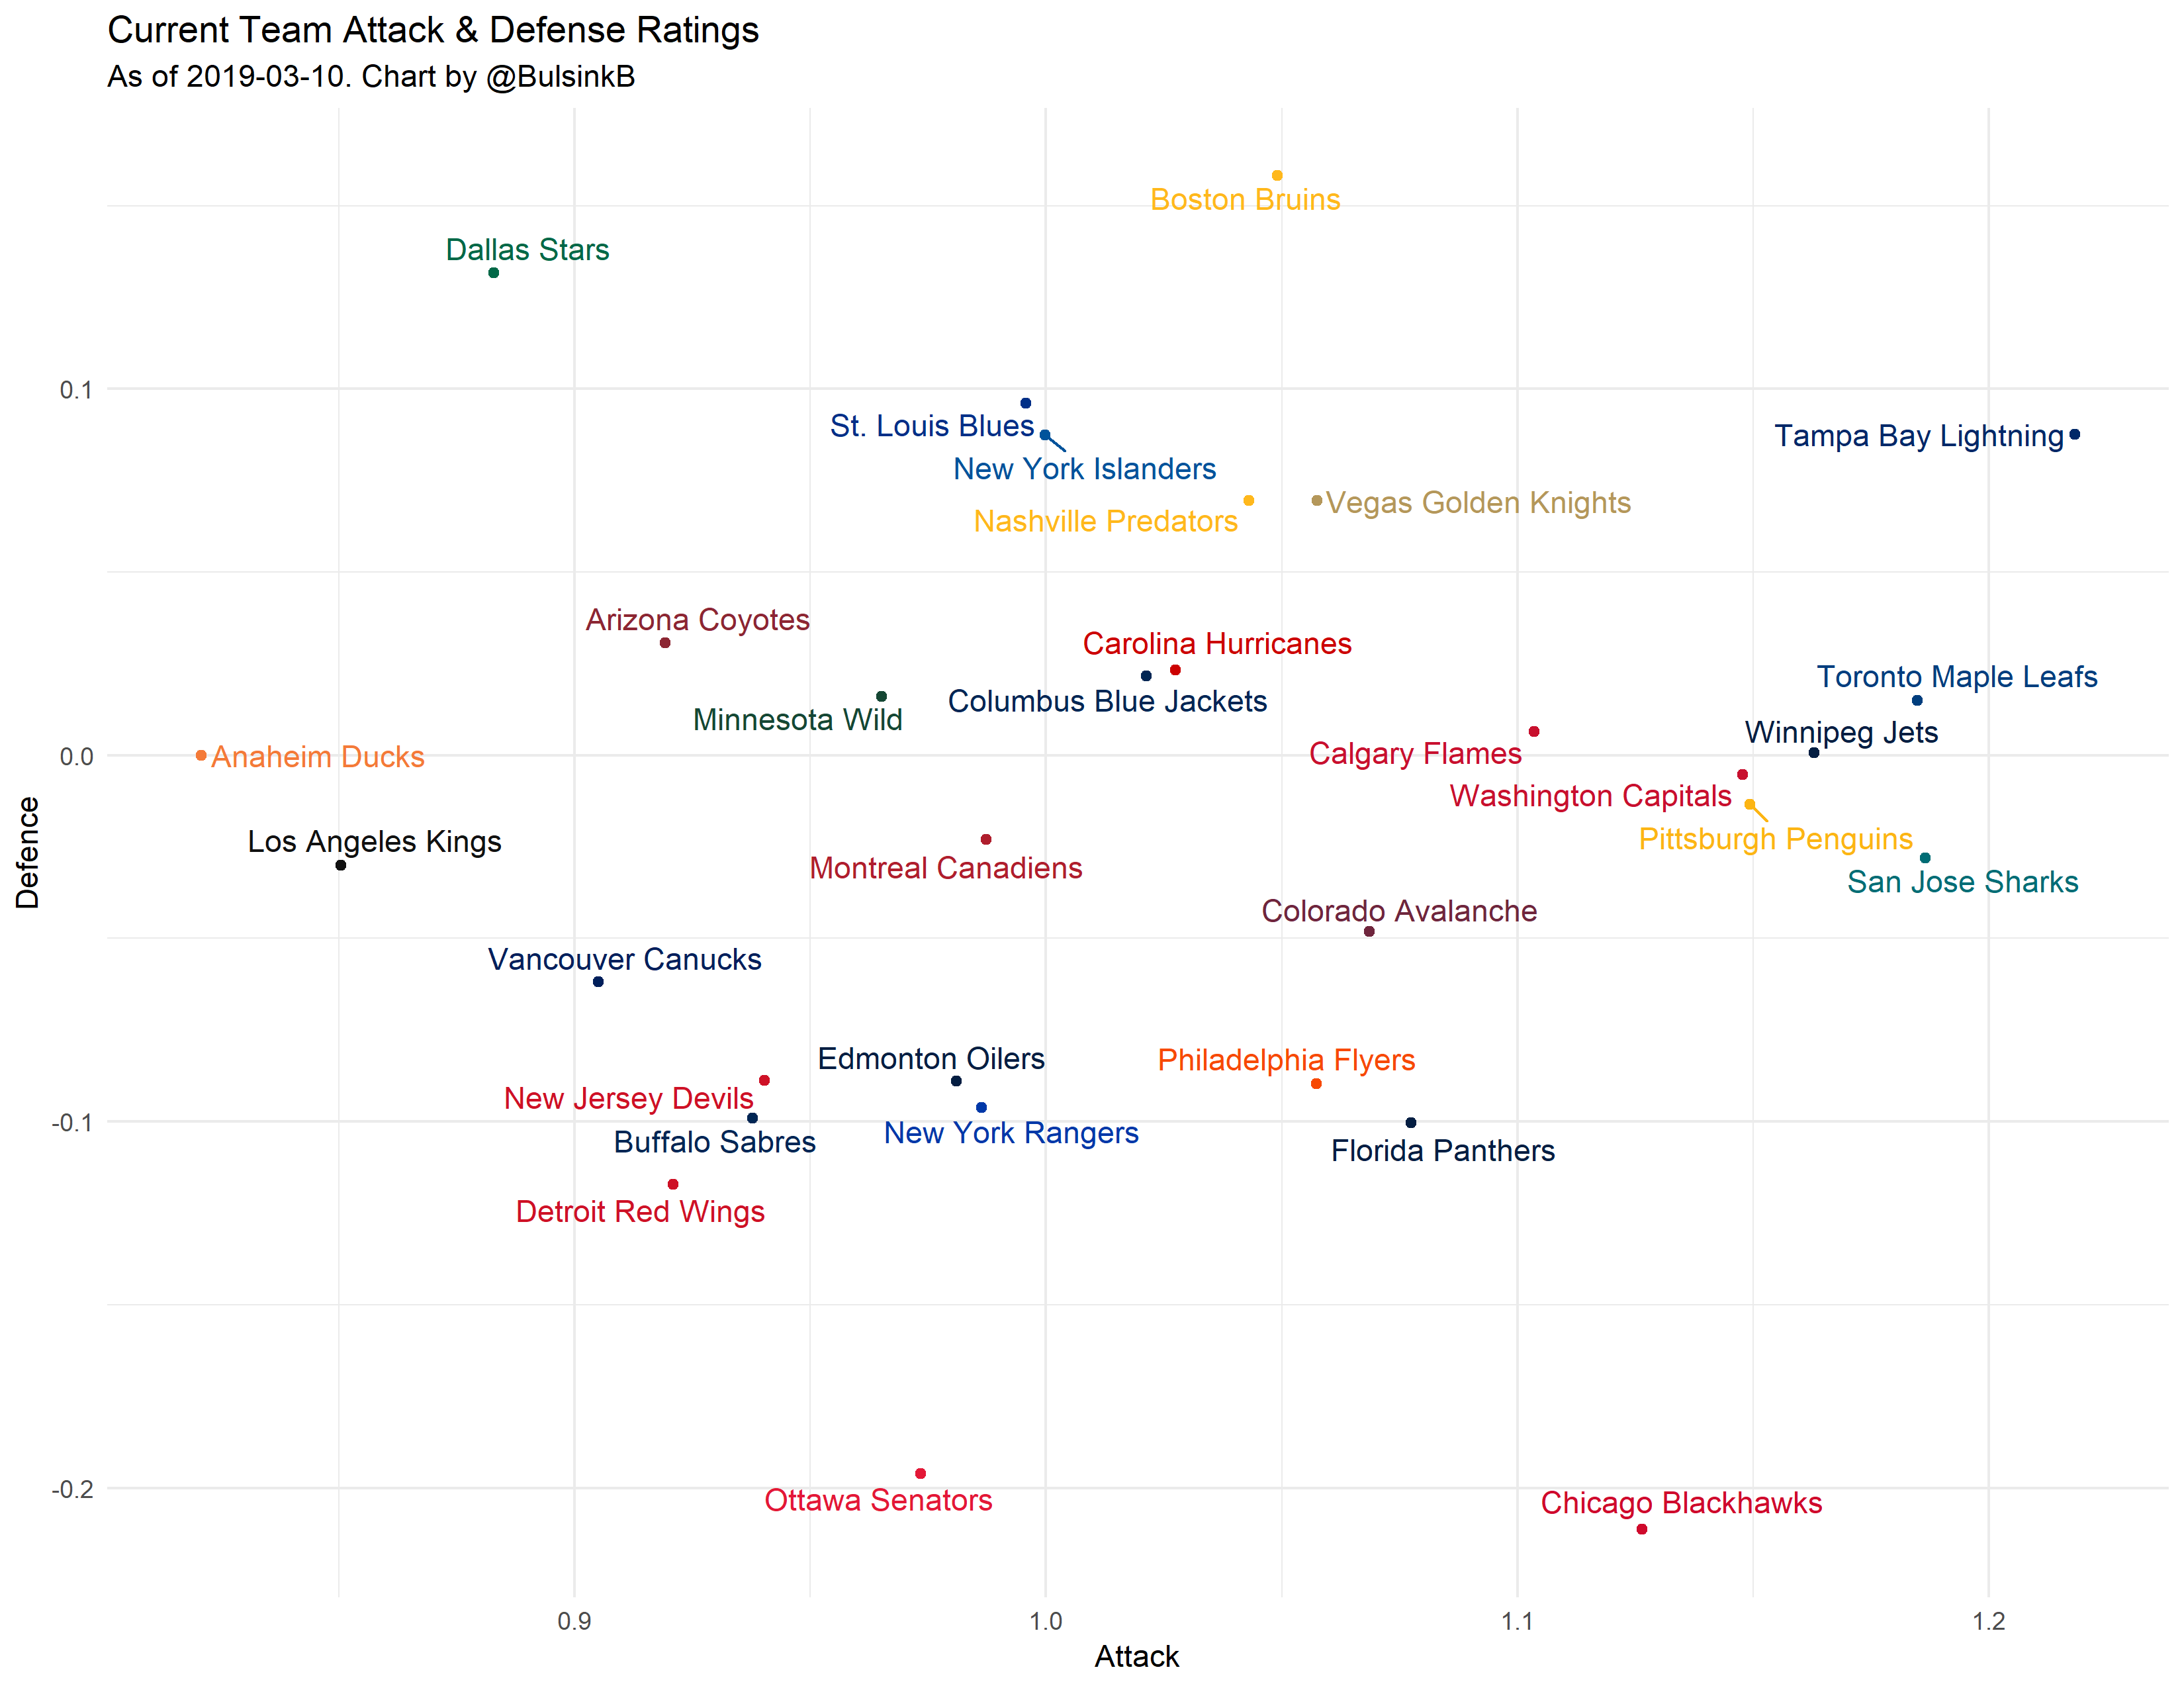 Current Team Attack & Defense Ratings
As of 2019-03-10. Chart by @BulsinkB
Boston Bruins
Dallas Stars
0.1
St. Louis Blues
Tampa Bay Lightning
New York Islanders
Vegas Golden Knights
Nashville Predators
Arizona Coyotes
Carolina Hurricanes
Toronto Maple Leafs
Columbus Blue Jackets
Minnesota Wild
Winnipeg Jets
Calgary Flames
0.0
Anaheim Ducks
Washington Capitals
Pittsburgh Penguins
Los Angeles Kings
Defence
Montreal Canadiens
San Jose Sharks
Colorado Avalanche
Vancouver Canucks
Edmonton Oilers
Philadelphia Flyers
New Jersey Devils
-0.1
New York Rangers
Buffalo Sabres
Florida Panthers
Detroit Red Wings
-0.2
Ottawa Senators
Chicago Blackhawks
0.9
1.0
1.1
1.2
Attack